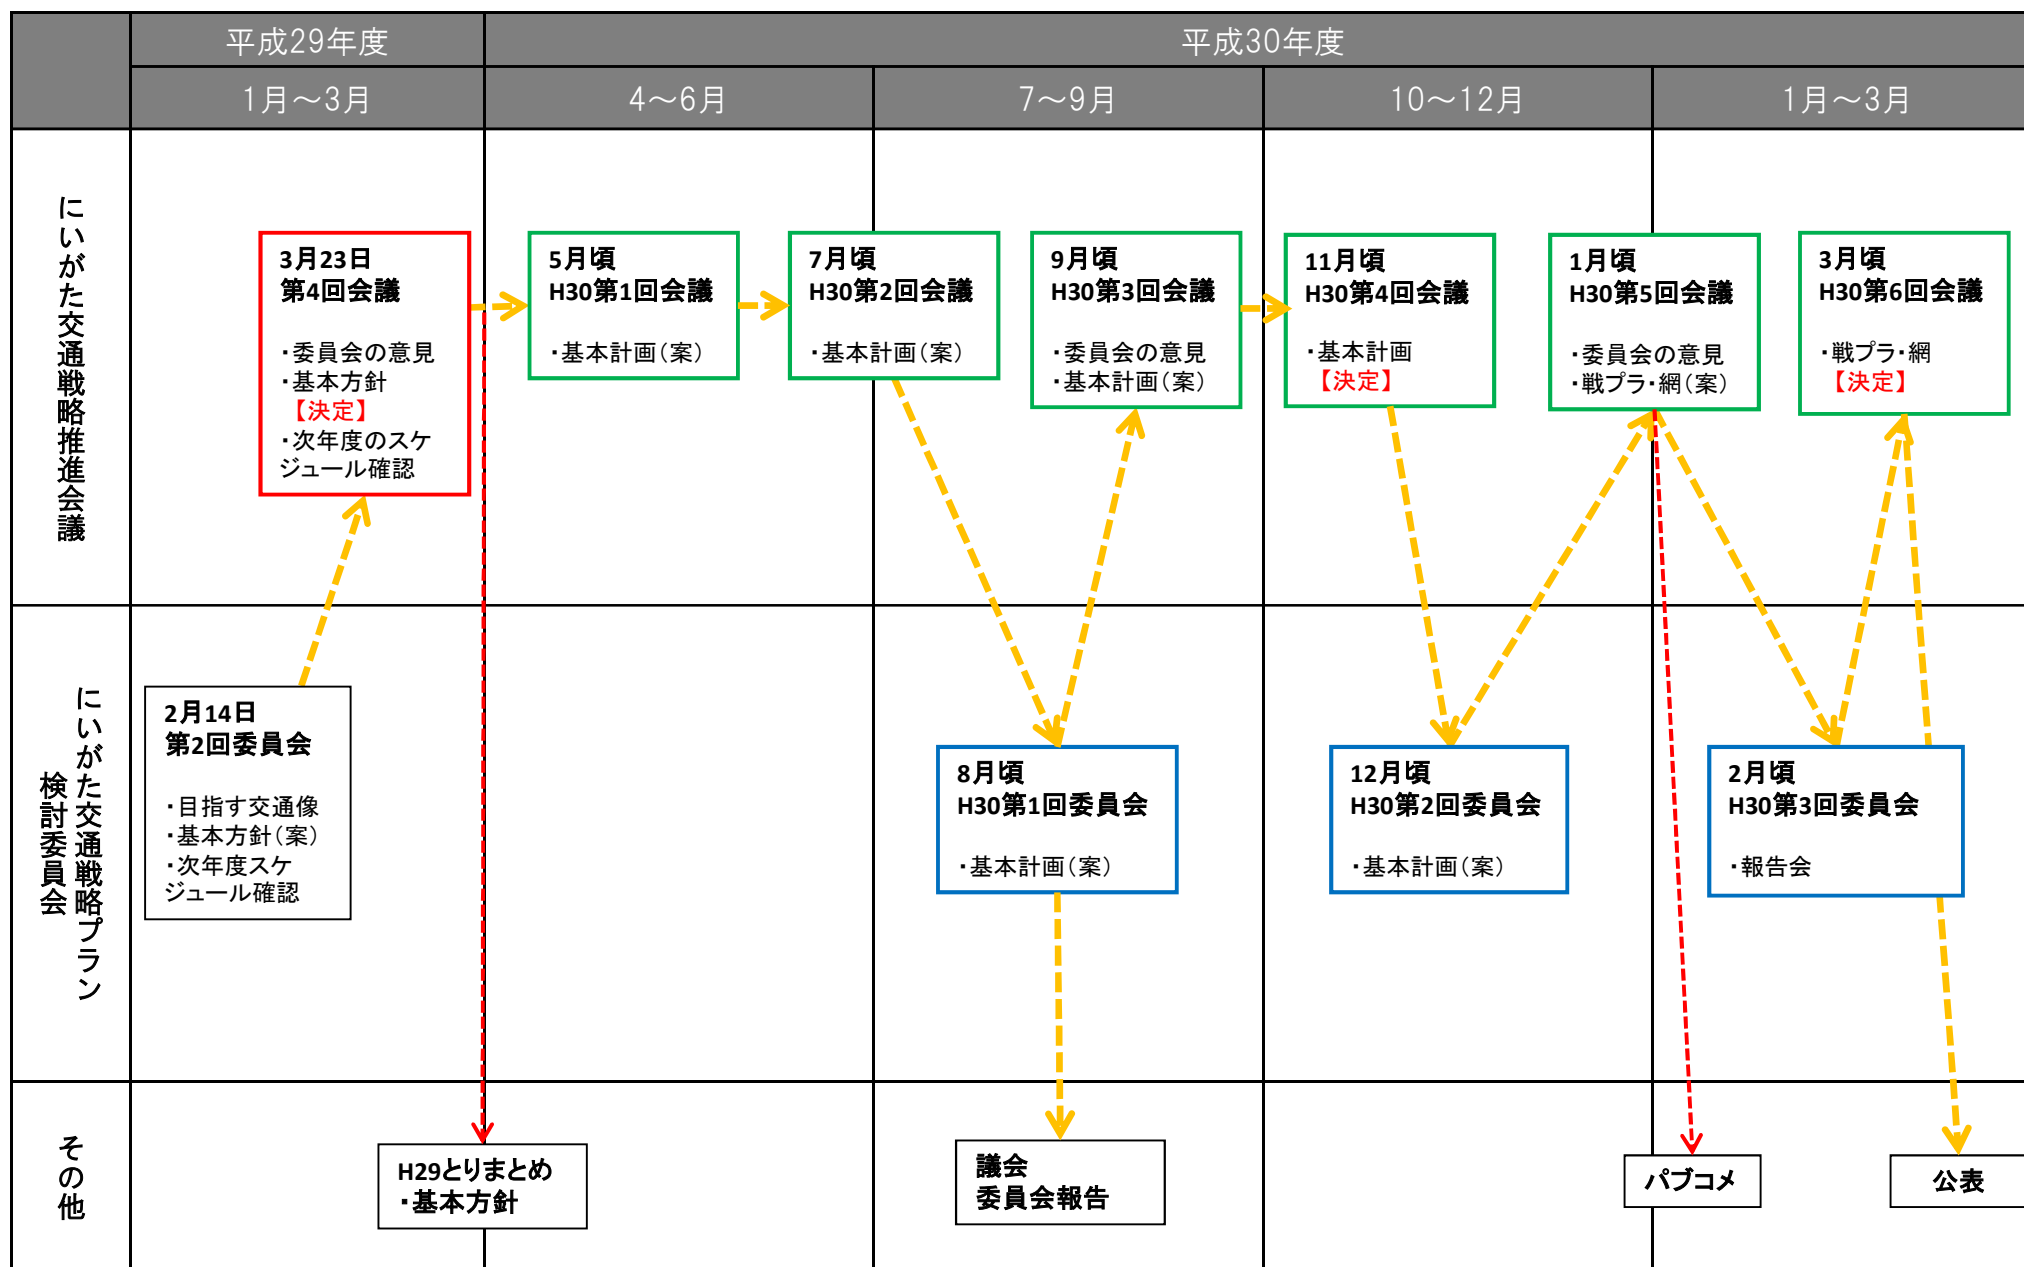 平成29年度
平成30年度
1月～3月
4～6月
7～9月
10～12月
1月～3月
にいがた交通戦略推進会議
3月23日
第4回会議
・委員会の意見
・基本方針
【決定】
・次年度のスケ
ジュール確認
5月頃
H30第1回会議
・基本計画（案）
7月頃
H30第2回会議
・基本計画（案）
9月頃
H30第3回会議
・委員会の意見
・基本計画（案）
11月頃
H30第4回会議
・基本計画
【決定】
1月頃
H30第5回会議
・委員会の意見
・戦プラ・網（案）
3月頃
H30第6回会議
・戦プラ・網
【決定】
にいがた交通戦略プラン
検討委員会
2月14日
第2回委員会
・目指す交通像
・基本方針（案）
・次年度スケ
ジュール確認
8月頃
H30第1回委員会
・基本計画（案）
12月頃
H30第2回委員会
・基本計画（案）
2月頃
H30第3回委員会
・報告会
その他
H29とりまとめ
・基本方針
議会
委員会報告
パブコメ
公表